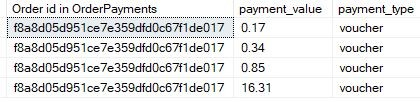 Order id in OrderPayments payment_value payment_type
f8a8d05d951ce7e359dfd0c67f1de017 0.17 voucher
f8a8d05d951ce7e359dfd0c67f1de017 0.34 voucher
f8a8d05d951ce7e359dfd0c67f1de017 0.85 voucher
f8a8d05d951ce7e359dfd0c67f1de017 16.31 voucher